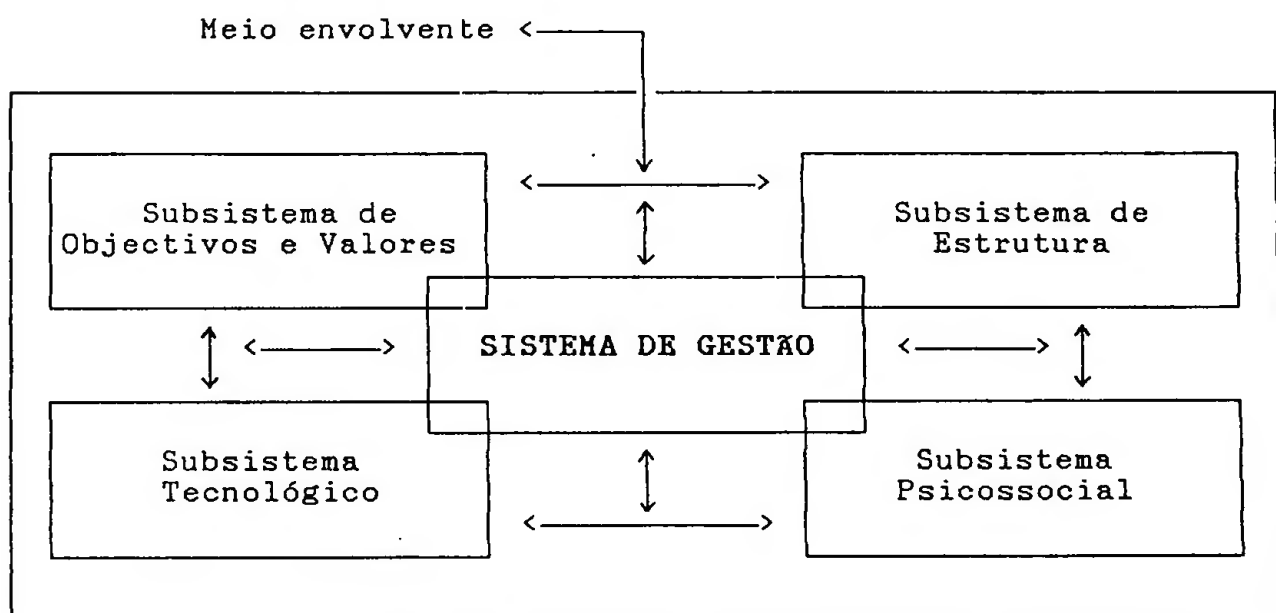 Meio envolvente
Subsistema de
Objectivos e Valores
Subsistema de
Estrutura
SISTEMA DE GESTÃO
Subsistema
Tecnológico
Subsistema
Psicossocial